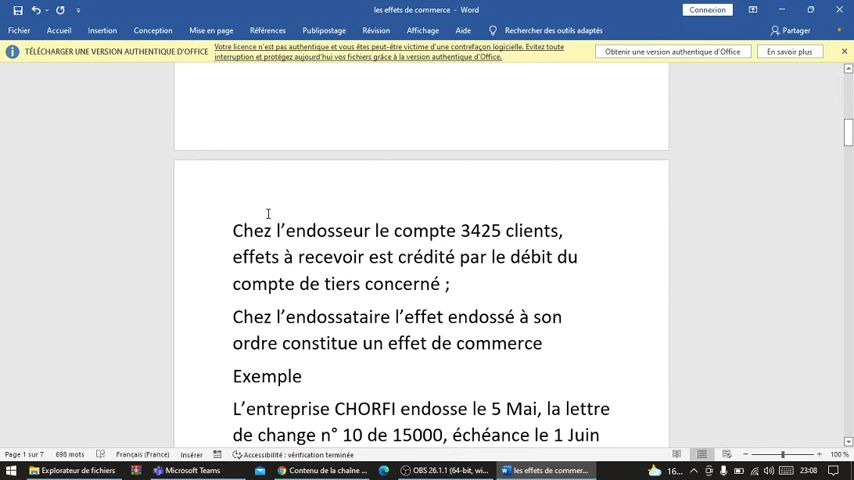 les effets de commerce - Word
Connexion
Fichier Accueil Insertion Conception Mise en page Références Publipostage Révision Affichage Aide Rechercher des outils adaptés Partager
TÉLÉCHARGER UNE VERSION AUTHENTIQUE D'OFFICE Votre licence n'est pas authentique et vous êtes peut-être victime d'une contrefaçon logicielle. Évitez toute Obtenir une version authentique d'Office En savoir plus
interruption et protégez aujourd'hui vos fichiers grâce à la version authentique d'Office.
Chez l’endosseur le compte 3425 clients,
effets à recevoir est crédité par le débit du
compte de tiers concerné ;
Chez l’endossataire l’effet endossé à son
ordre constitue un effet de commerce
Exemple
L’entreprise CHORFI endosse le 5 Mai, la lettre
de change n° 10 de 15000, échéance le 1 Juin
Page 1 sur 7 698 mots Français (France) Insérer Accessibilité : vérification terminée 100 %
Explorateur de fichiers Microsoft Teams Contenu de la chaîne ... OBS 26.1.1 (64-bit, wi... les effets de commer... 16... 23:08